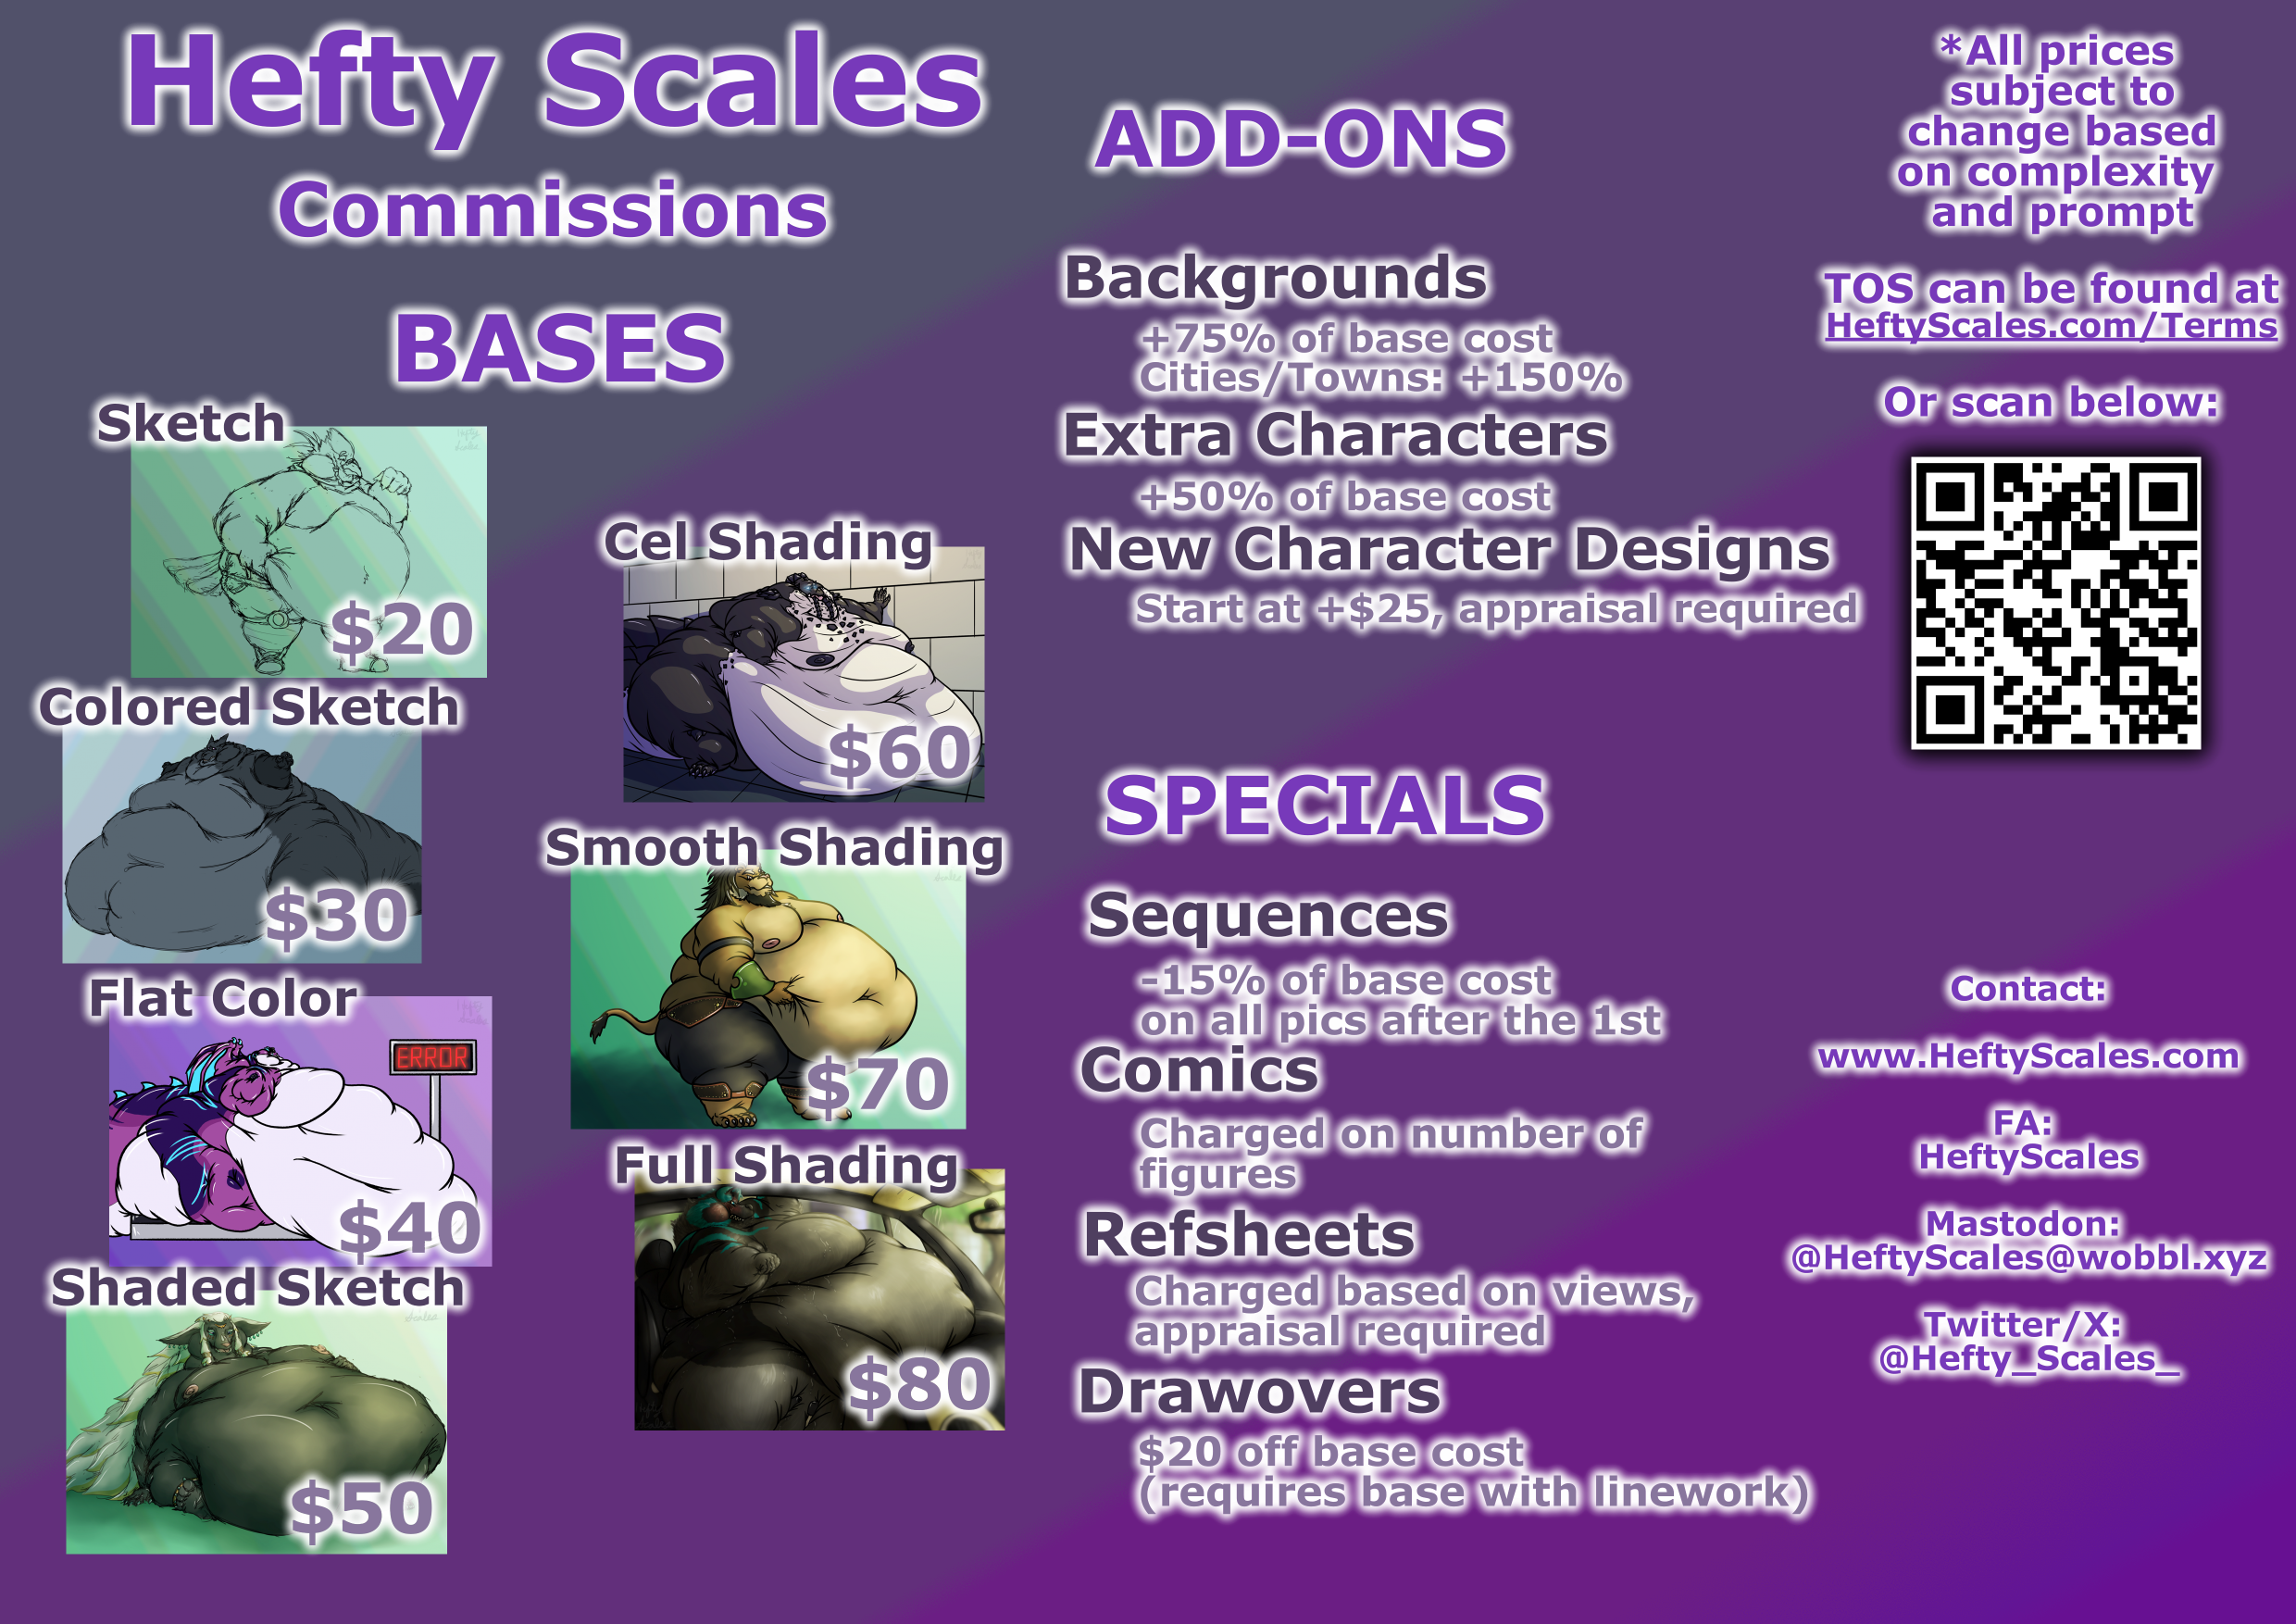 Hefty Scales
Commissions
BASES
Sketch
$20
Colored Sketch
$30
Flat Color
ERROR
$40
Shaded Sketch
$50
Cel Shading
$60
Smooth Shading
$70
Full Shading
$80
ADD-ONS
Backgrounds
+75% of base cost
Cities/Towns: +150%
Extra Characters
+50% of base cost
New Character Designs
Start at +$25, appraisal required
SPECIALS
Sequences
-15% of base cost
on all pics after the 1st
Comics
Charged on number of
figures
Refsheets
Charged based on views,
appraisal required
Drawovers
$20 off base cost
(requires base with linework)
*All prices
subject to
change based
on complexity
and prompt
TOS can be found at
HeftyScales.com/Terms
Or scan below:
Contact:
www.HeftyScales.com
FA:
HeftyScales
Mastodon:
@HeftyScales@wobbl.xyz
Twitter/X:
@Hefty_Scales_